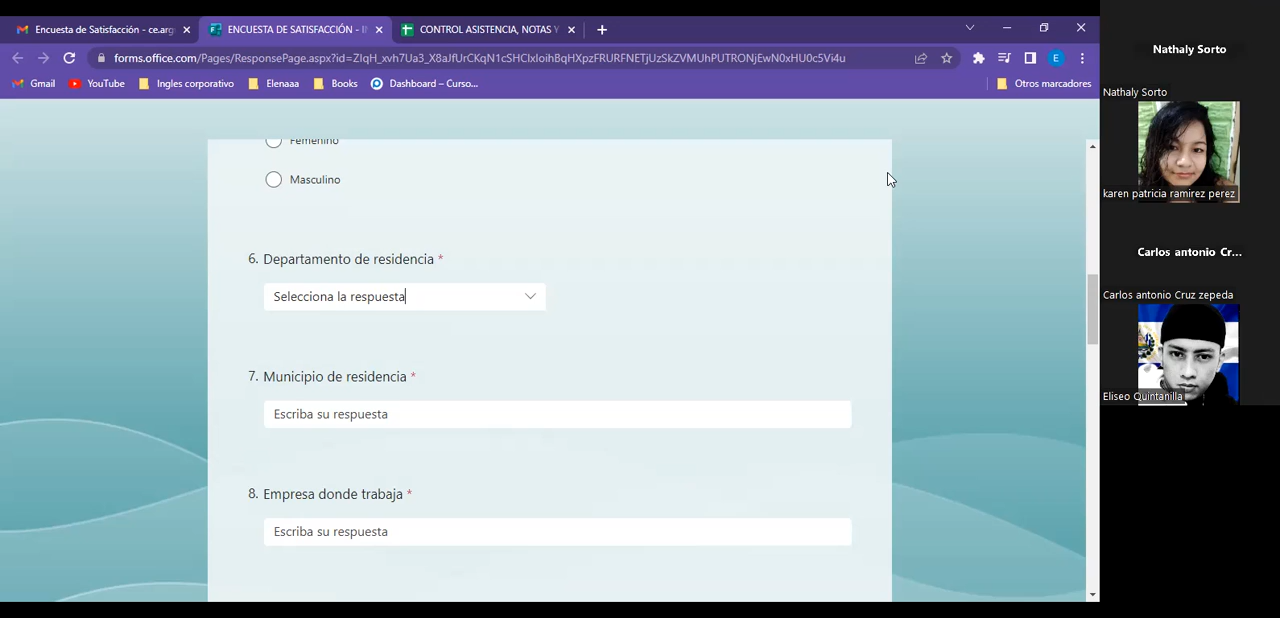 Encuesta de Satisfacción - ce.arg
ENCUESTA DE SATISFACCIÓN - I
CONTROL ASISTENCIA, NOTAS Y
forms.office.com/Pages/ResponsePage.aspx?id=ZIqH_xvh7Ua3_X8aJfUrCKqN1cSHCIxIoihBqHXpzFRURFNETjUzSkZVMUhPUTRONjEwN0xHU0c5Vi4u
E
Gmail
YouTube
Ingles corporativo
Elenaaa
Books
Dashboard – Curso...
Otros marcadores
Femenino
Masculino
6. Departamento de residencia *
Selecciona la respuesta
7. Municipio de residencia *
Escriba su respuesta
8. Empresa donde trabaja *
Escriba su respuesta
Nathaly Sorto
Nathaly Sorto
karen patricia ramirez perez
Carlos antonio Cr...
Carlos antonio Cruz zepeda
Eliseo Quintanilla